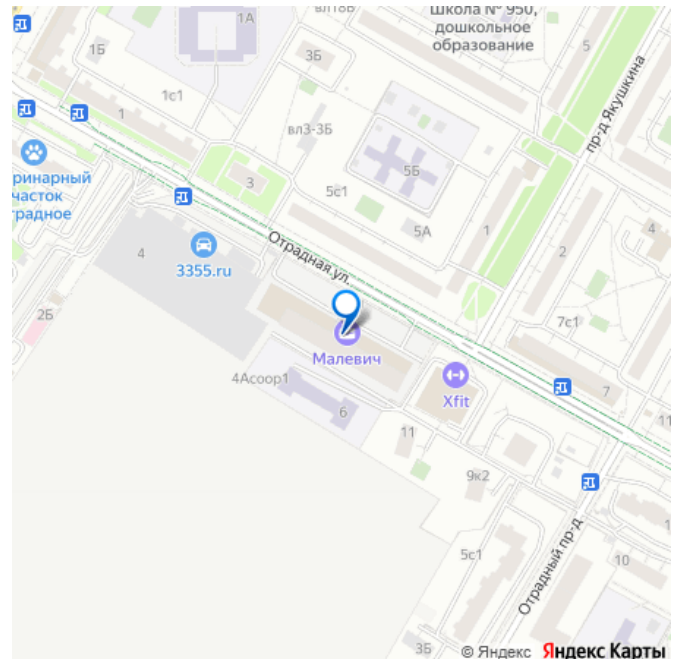 Школа № 950,
дошкольное
образование
вл18Б
1А
1Б
3Б
5
1с1
1
вл3-3Б
пр-д Якушкина
5Б
3
5с1
ринарный
часток
традное
5А
1
4
2
4
3355.ru
Отрадная ул.
2Б
7с1
Малевич
Xfit
4Асоор1
6
7
11
11
9к2
5с1
1
10
Отрадный пр-д
3Б
© Яндекс Яндекс Карты